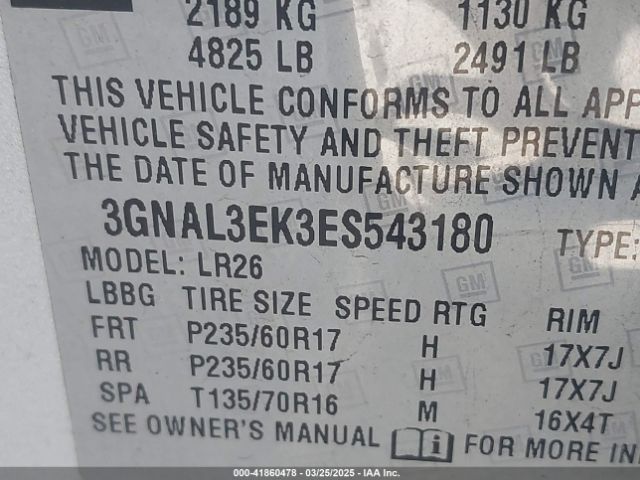 2189 KG 1130 KG
4825 LB 2491 LB
THIS VEHICLE CONFORMS TO ALL
VEHICLE SAFETY AND THEFT PREVENT
THE DATE OF MANUFACTURE SHOWN
3GNAL3EK3ES543180 TYPE:
MODEL: LR26
LBBG TIRE SIZE SPEED RTG RIM
FRT P235/60R17 H 17X7J
RR P235/60R17 H 17X7J
SPA T135/70R16 M 16X4T
SEE OWNER'S MANUAL FOR MORE
000-41860478 - 03/25/2025 - IAA Inc.